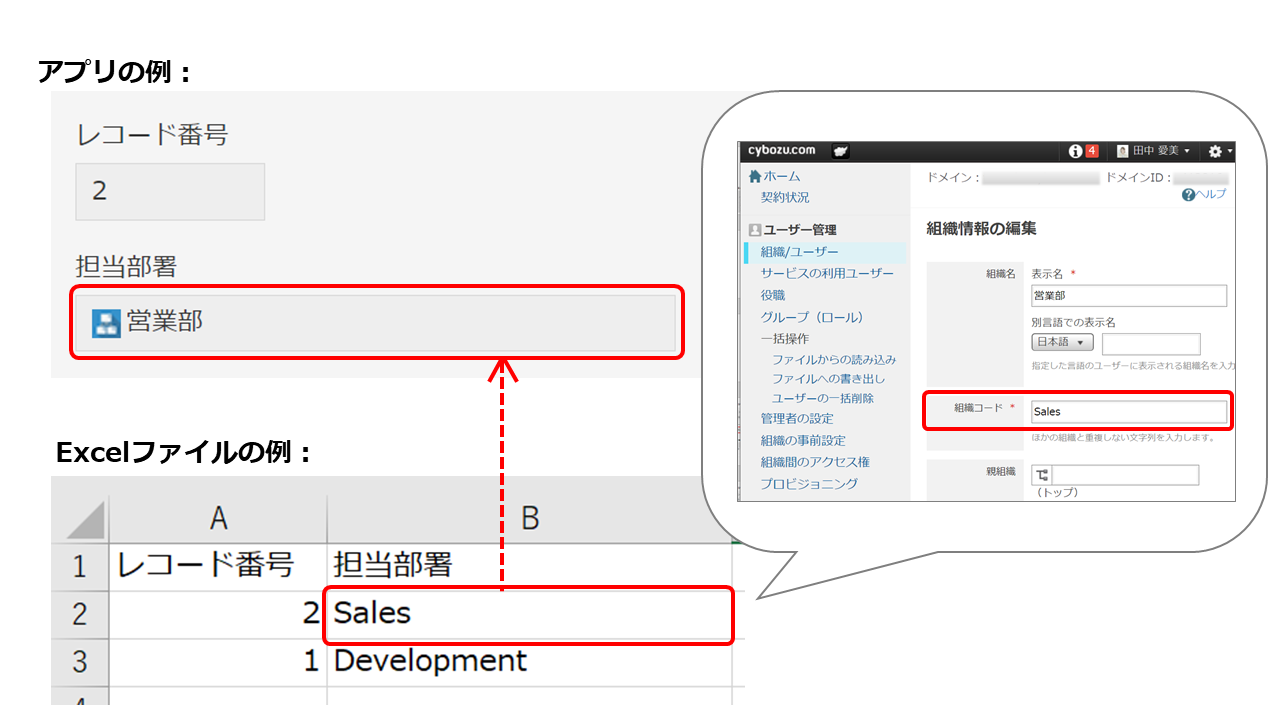 アプリの例：
レコード番号
2
担当部署
営業部
Excelファイルの例：
A B
1 レコード番号 担当部署
2 2 Sales
3 1 Development
cybozu.com 4 田中 愛美
ホーム
契約状況
ユーザー管理
組織/ユーザー
サービスの利用ユーザー
役職
グループ（ロール）
一括操作
ファイルからの読み込み
ファイルへの書き出し
ユーザーの一括削除
管理者の設定
組織の事前設定
組織間のアクセス権
プロビジョニング
ドメイン： ドメインID：
ヘルプ
組織情報の編集
組織名 表示名 *
営業部
別言語での表示名
日本語
指定した言語のユーザーに表示される組織名を入力
組織コード * Sales
ほかの組織と重複しない文字列を入力します。
親組織
（トップ）